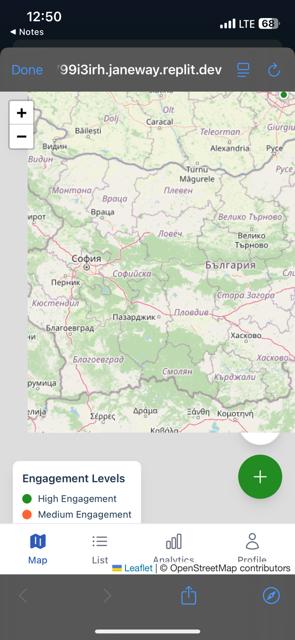 12:50
LTE 68
Notes
Done
99i3irh.janeway.replit.dev
+
−
Dolj
Olt
Băilești
Caracal
Teleorman
Видин
Alexandria
Видин
Turnu
Măgurele
Монтана
Враца
Плевен
Враца
Велико Търново
Ловеч
Велико
Търново
София
България
Софийска
Перник
Стара Загора
Кюстендил
Пазарджик
Пловдив
Благоевград
Хасково
Хасково
Благоевград
Смолян
Кърджали
Σέρρες
Δράμα
Ξάνθη
Κομοτηνή
Καβάλα
Engagement Levels
High Engagement
Medium Engagement
+
Map
List
Analytics
Profile
Leaflet | © OpenStreetMap contributors